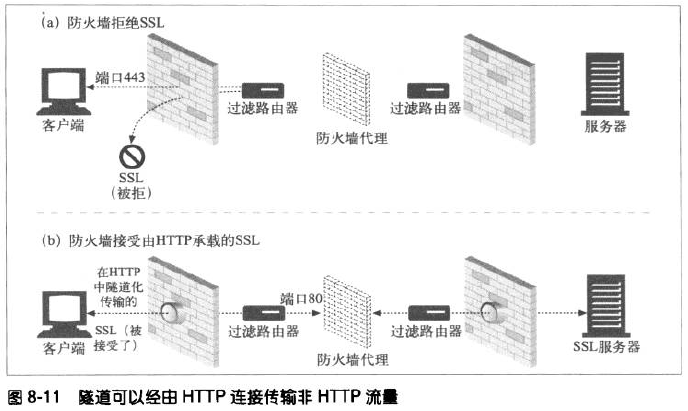 (a) 防火墙拒绝SSL
端口443
客户端
过滤路由器
防火墙代理
过滤路由器
服务器
SSL
(被拒)
(b) 防火墙接受由HTTP承载的SSL
在HTTP
中隧道化
传输的
SSL(被
接受了)
客户端
过滤路由器
端口80
防火墙代理
过滤路由器
SSL服务器
图 8-11 隧道可以经由 HTTP 连接传输非 HTTP 流量